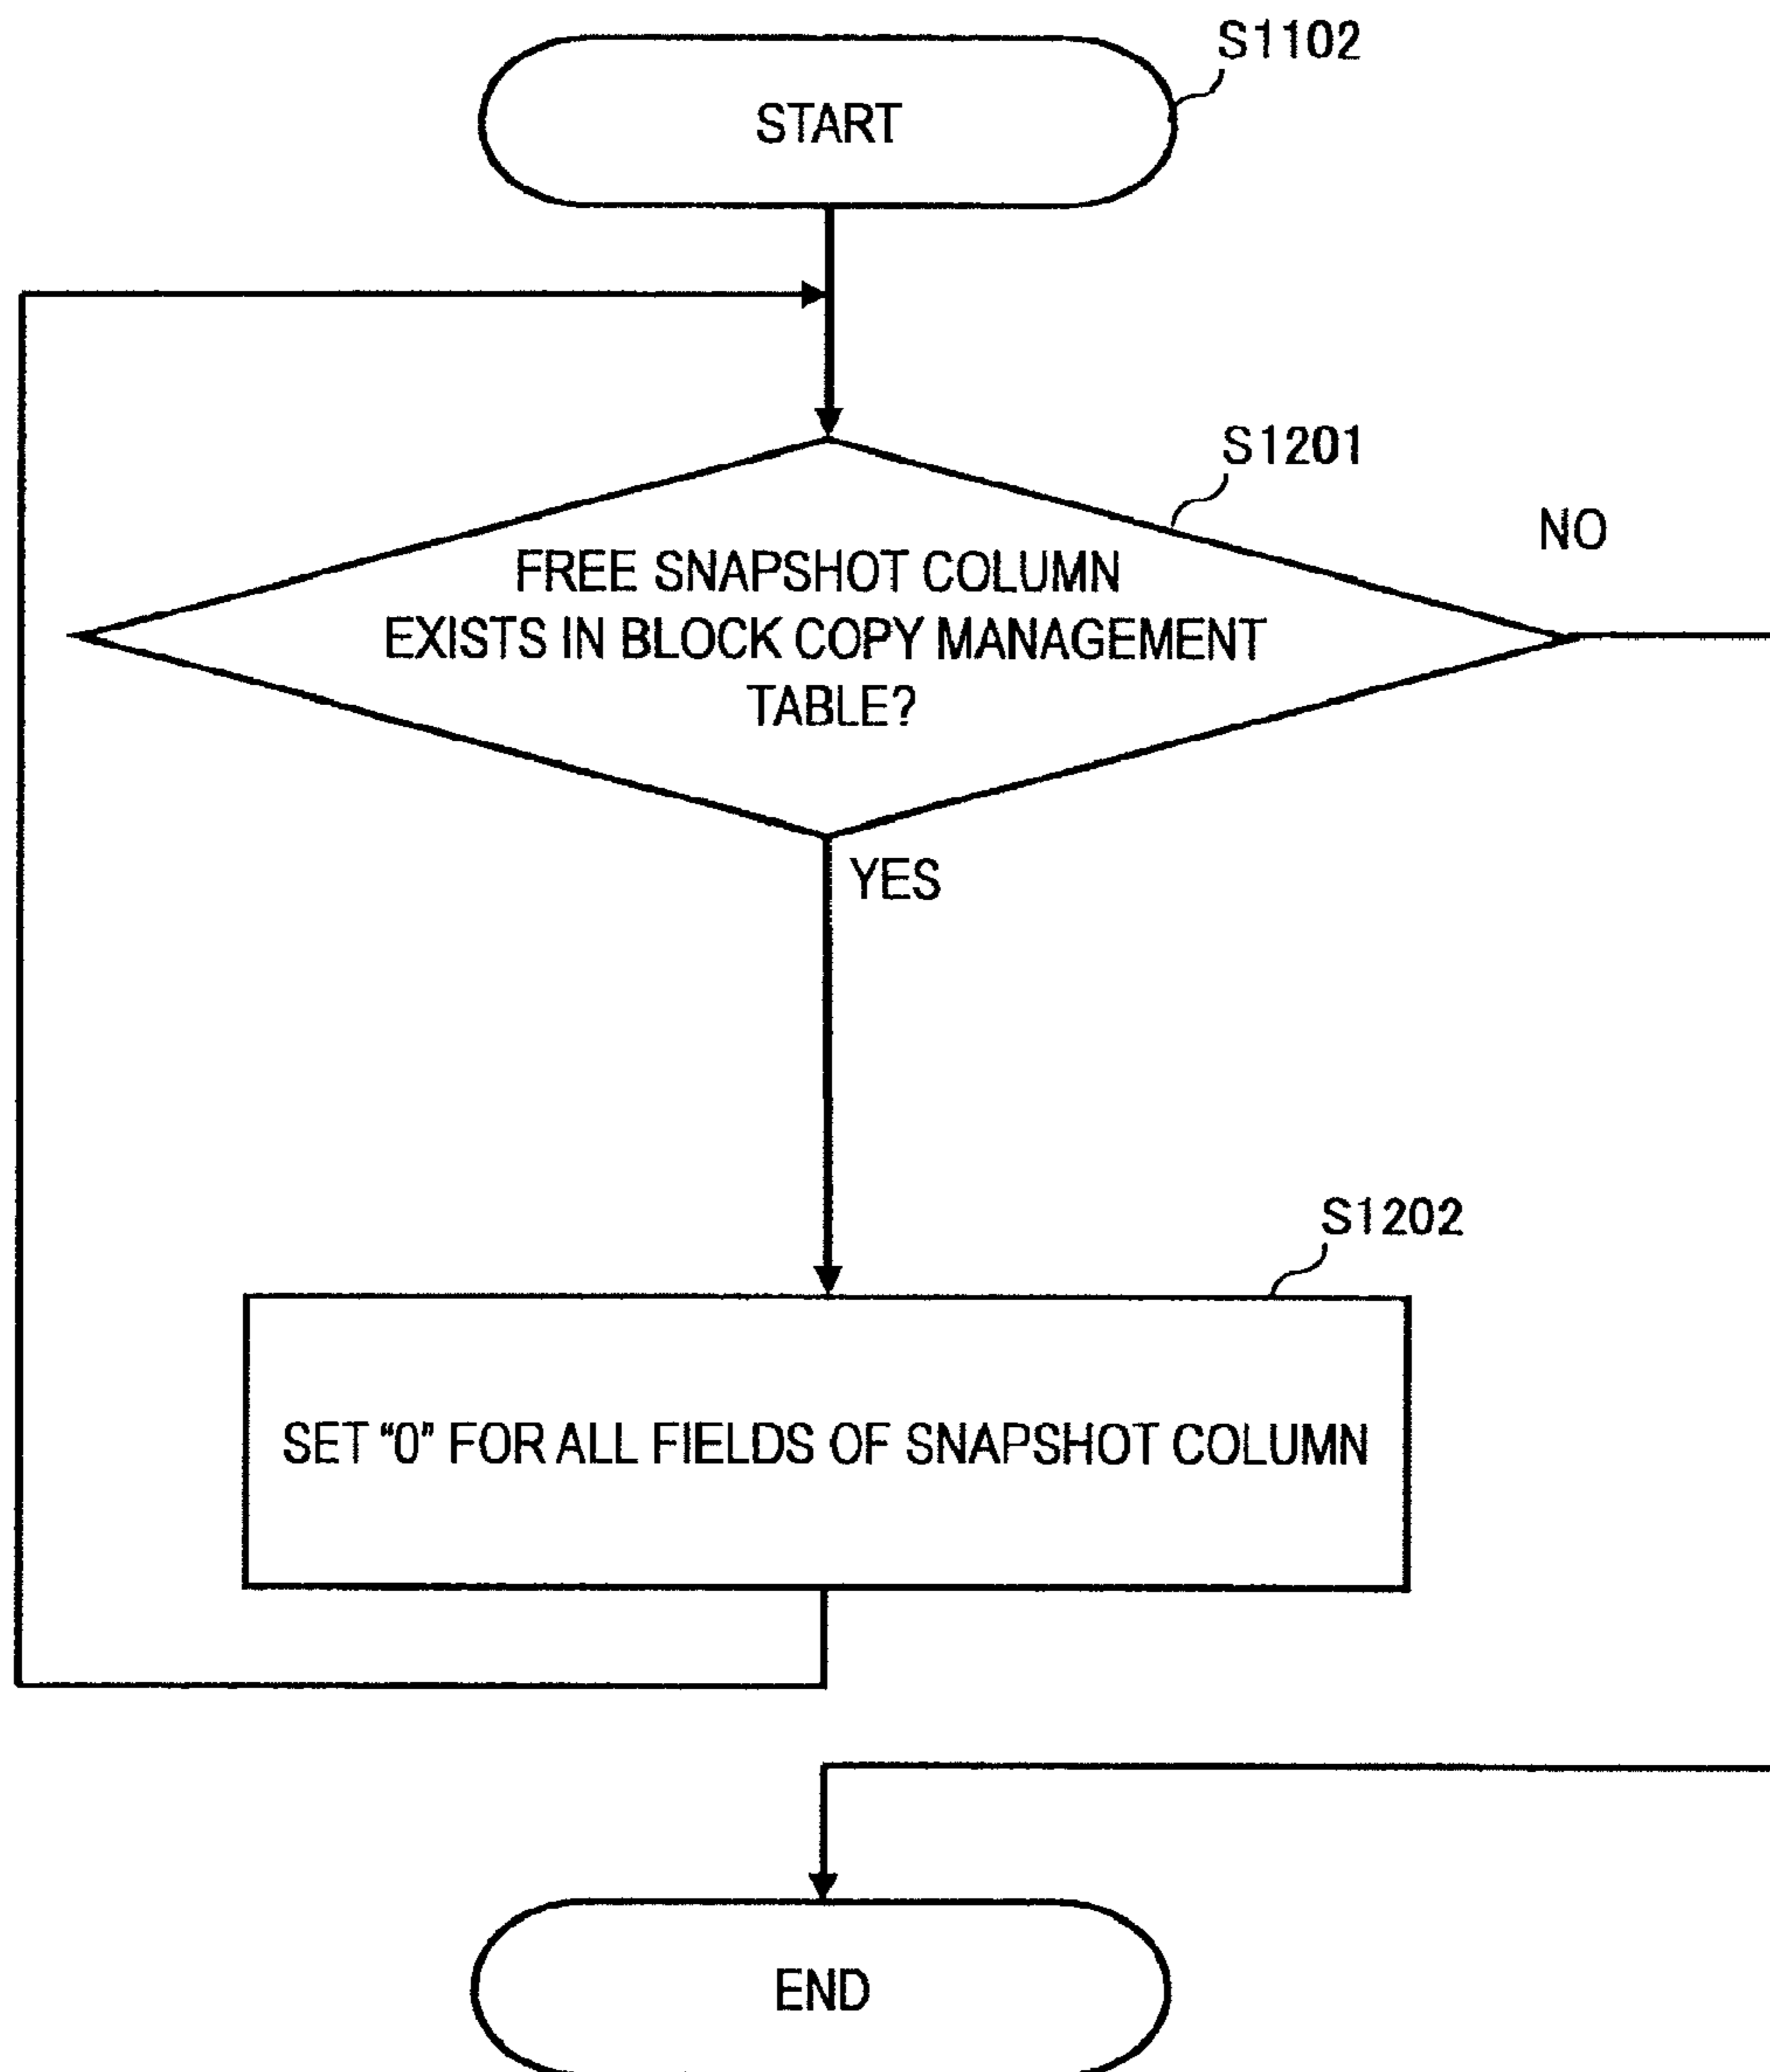 S1102
START
S1201
NO
FREE SNAPSHOT COLUMN
EXISTS IN BLOCK COPY MANAGEMENT
TABLE?
YES
S1202
SET “0” FOR ALL FIELDS OF SNAPSHOT COLUMN
END